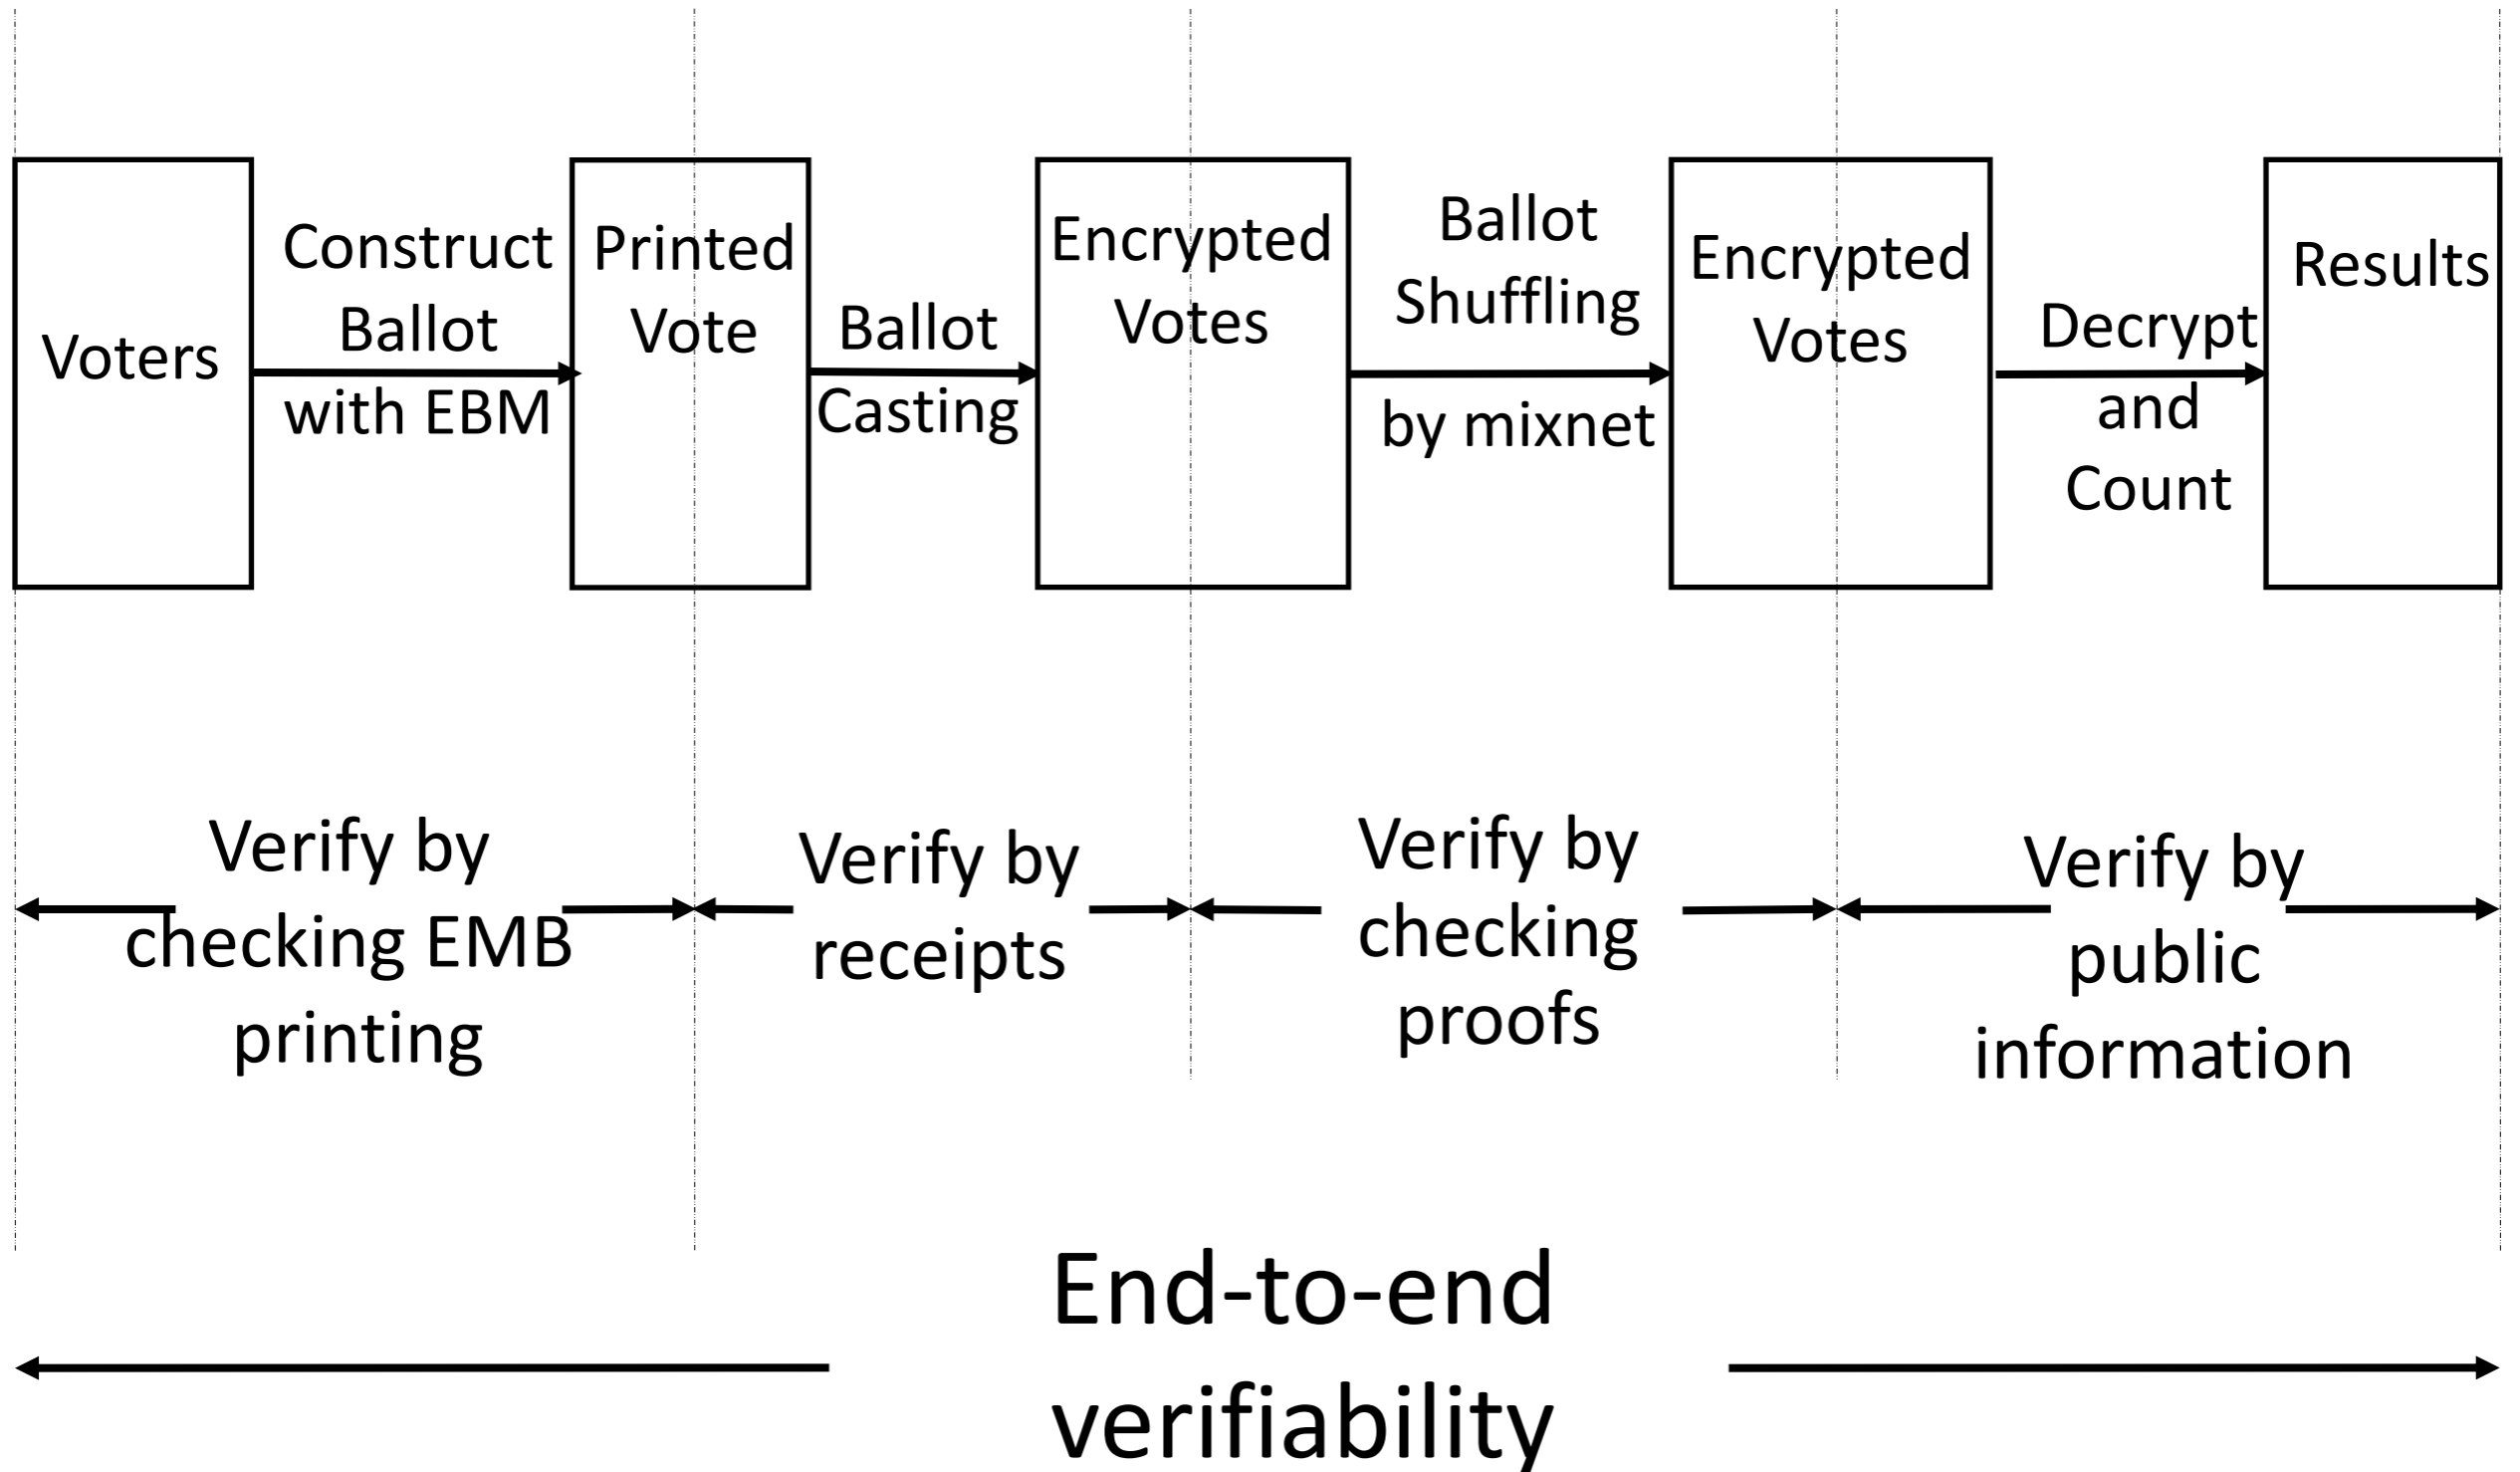 Voters
Construct
Ballot
with EBM
Printed
Vote
Ballot
Casting
Encrypted
Votes
Ballot
Shuffling
by mixnet
Encrypted
Votes
Decrypt
and
Count
Results
Verify by
checking EMB
printing
Verify by
receipts
Verify by
checking
proofs
Verify by
public
information
End-to-end
verifiability